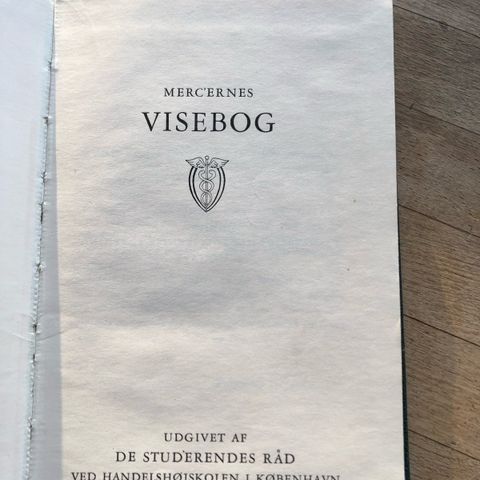 MERC'ERNES
VISEBOG
UDGIVET AF
DE STUD'ERENDES RÅD
VED HANDELSHØJSKOLEN I KØBENHAVN